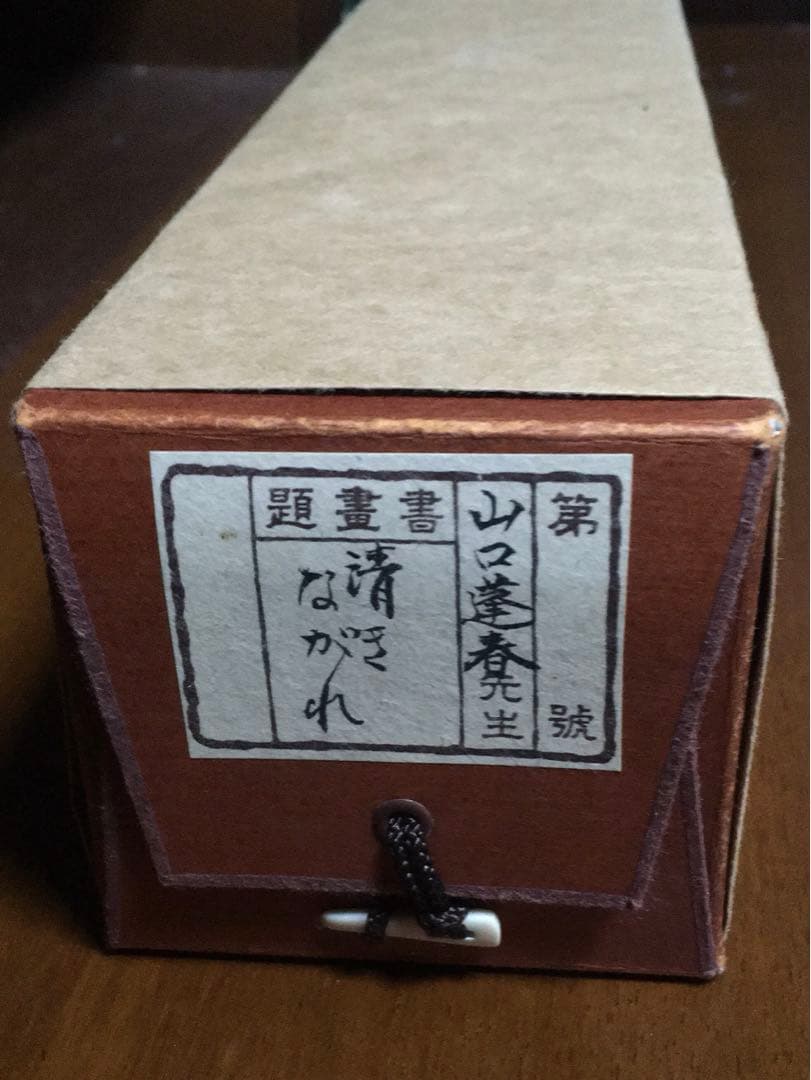 第　號
山口蓬春先生
書畫題
清き
ながれ